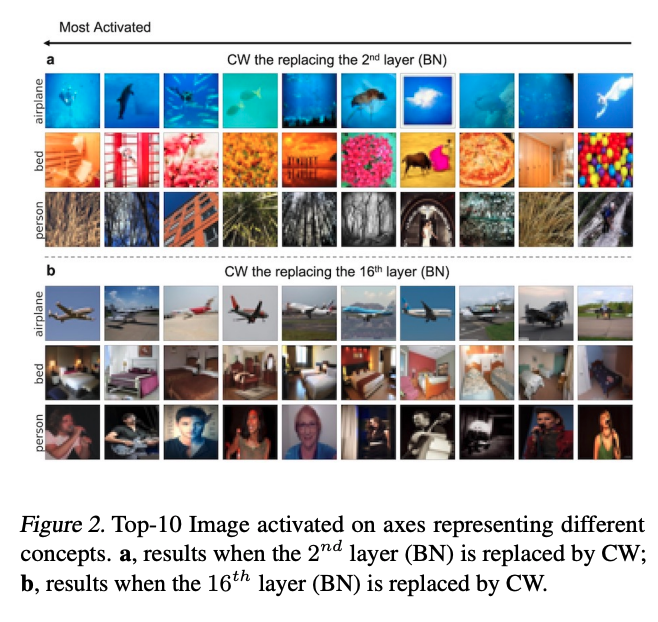 Most Activated
a CW the replacing the 2nd layer (BN)
airplane
bed
person
b CW the replacing the 16th layer (BN)
airplane
bed
person
Figure 2. Top-10 Image activated on axes representing different
concepts. a, results when the 2nd layer (BN) is replaced by CW;
b, results when the 16th layer (BN) is replaced by CW.